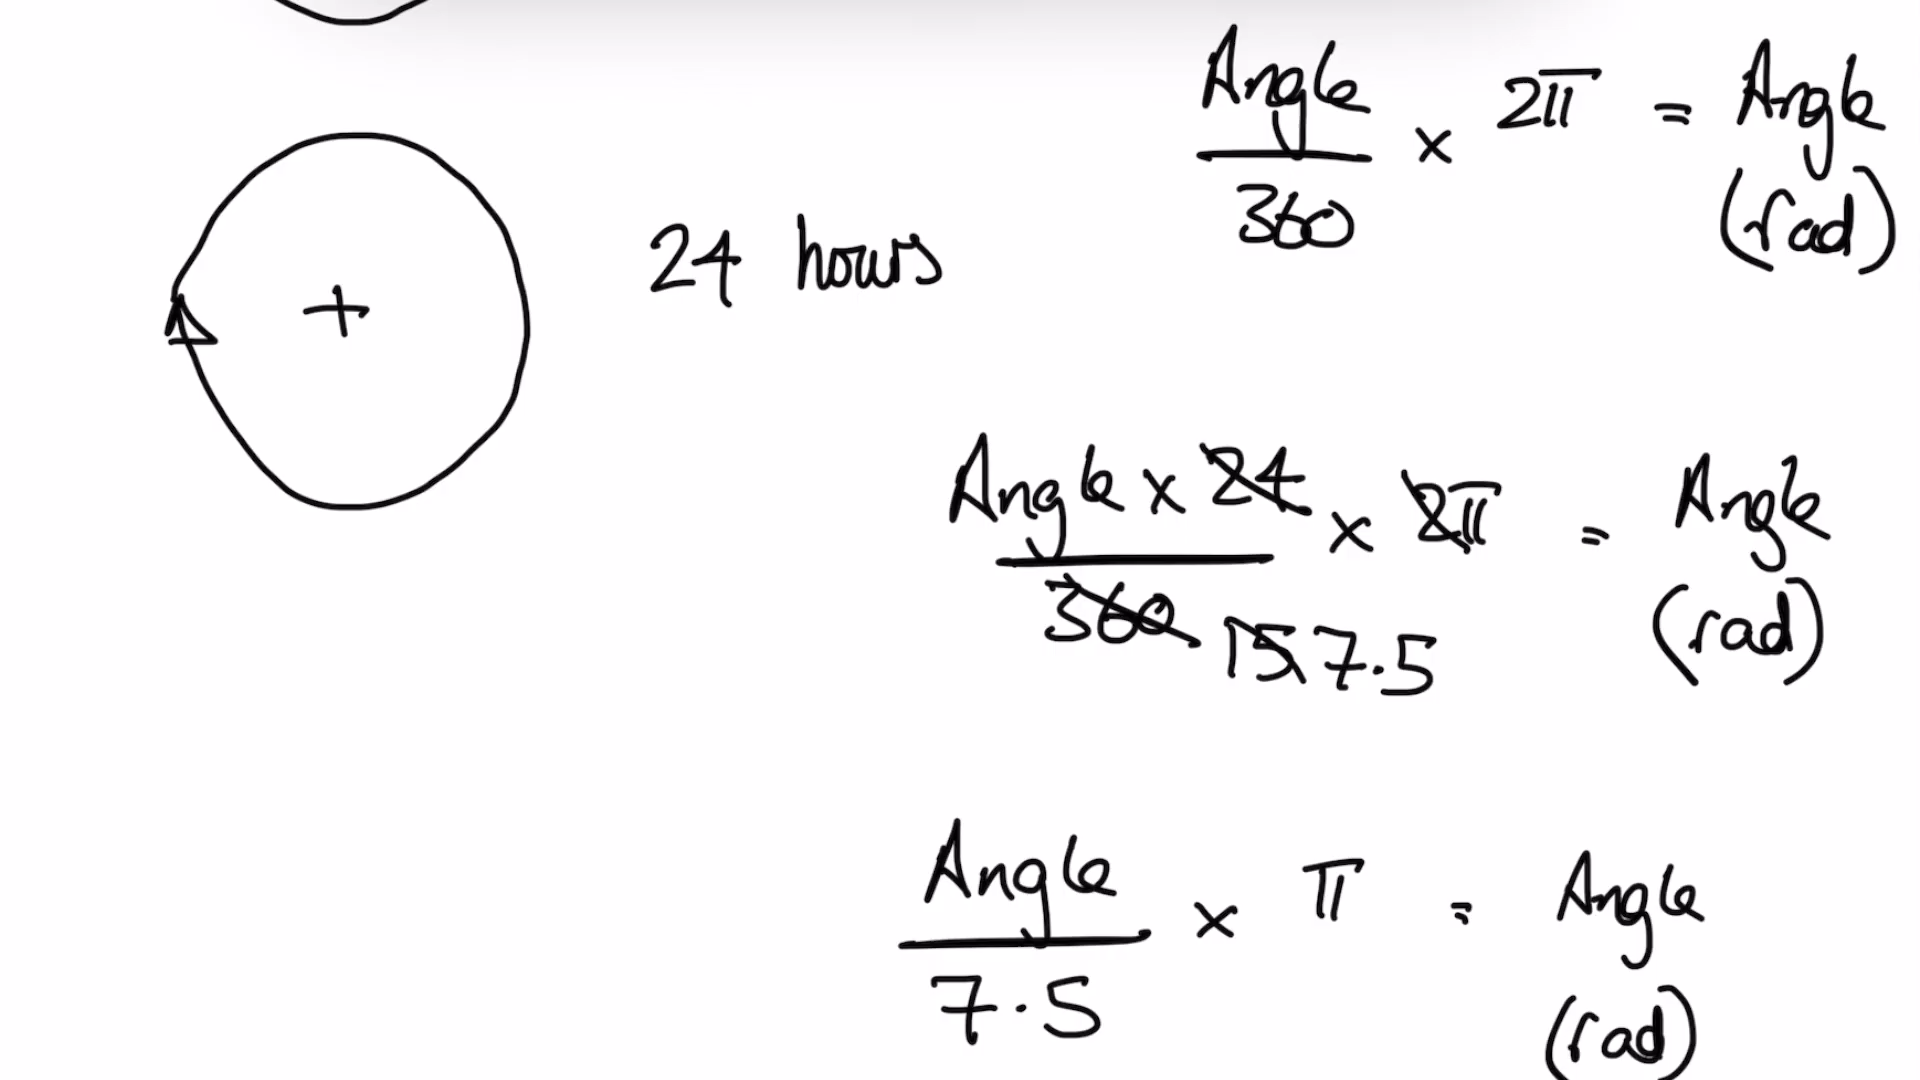 Angle
360
× 2π = Angle
(rad)
24 hours
Angle × 24
360 15 7.5
× 2π = Angle
(rad)
Angle
7.5
× π = Angle
(rad)